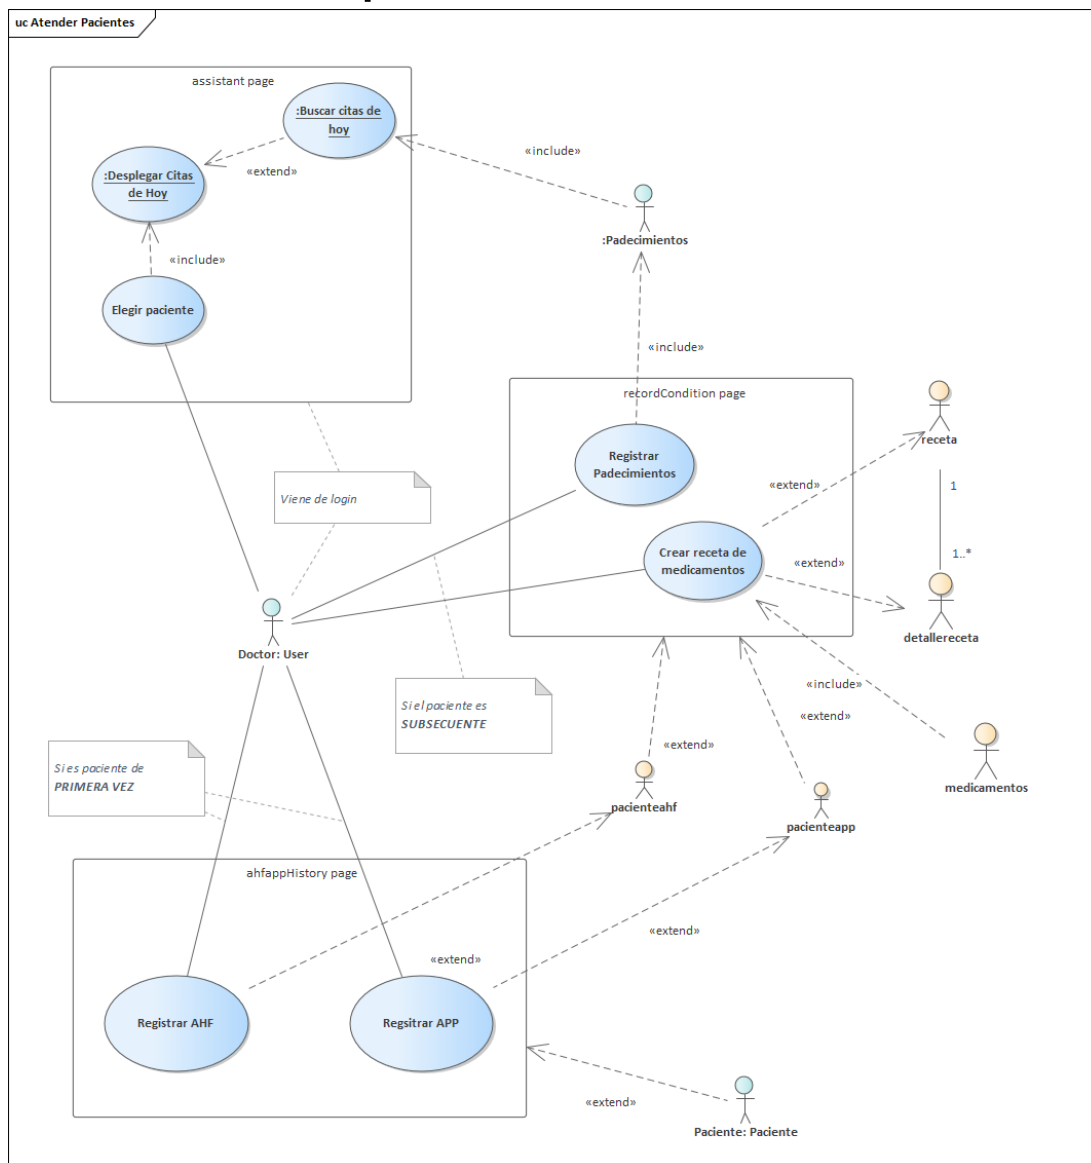 uc Atender Pacientes
assistant page
:Buscar citas de
hoy
«include»
«extend»
:Desplegar Citas
de Hoy
:Padecimientos
«include»
Elegir paciente
«include»
recordCondition page
receta
Registrar
Padecimientos
«extend»
1
Viene de login
Crear receta de
medicamentos
1..*
«extend»
detallereceta
Doctor: User
«include»
Si el paciente es
SUBSECUENTE
«extend»
«extend»
Si es paciente de
PRIMERA VEZ
medicamentos
pacienteahf
pacienteapp
ahfappHistory page
«extend»
«extend»
Registrar AHF
Regsitrar APP
«extend»
Paciente: Paciente